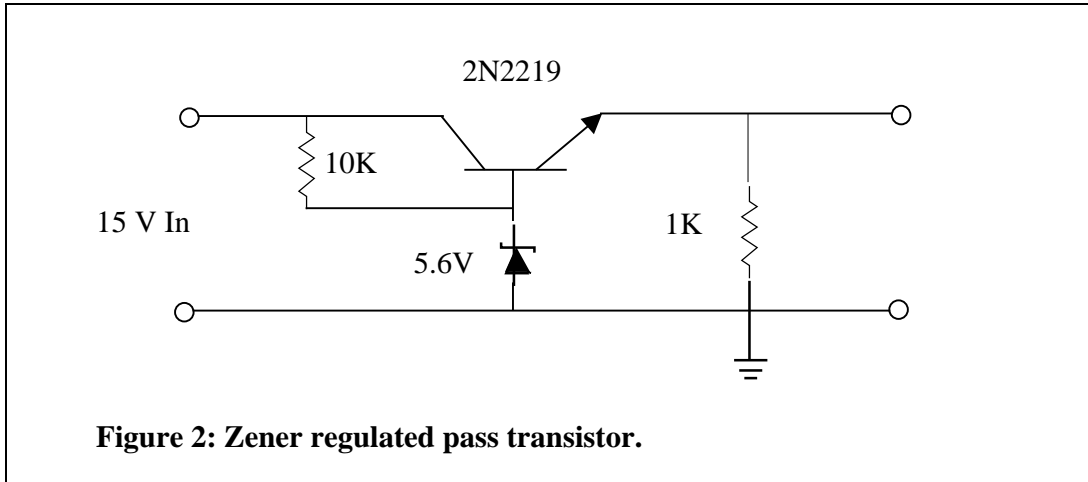 2N2219
10K
15 V In
1K
5.6V
Figure 2: Zener regulated pass transistor.